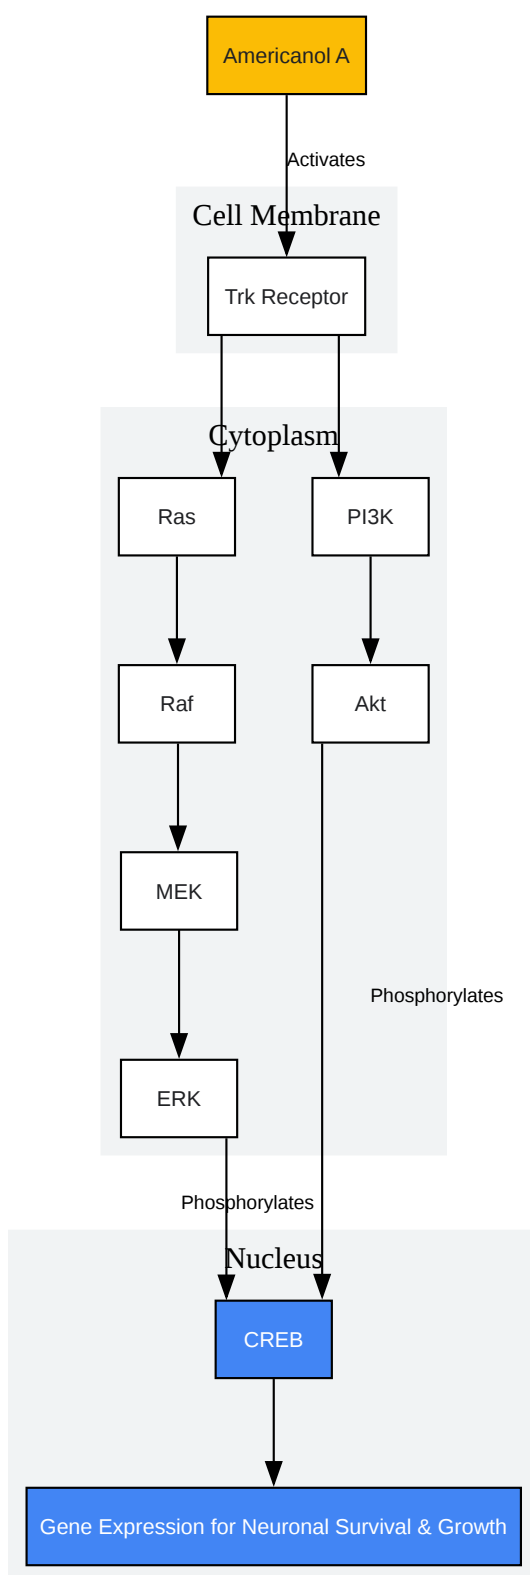 Americanol A
Activates
Cell Membrane
Trk Receptor
Cytoplasm
Ras
PI3K
Raf
Akt
MEK
Phosphorylates
ERK
Phosphorylates
Nucleus
CREB
Gene Expression for Neuronal Survival & Growth